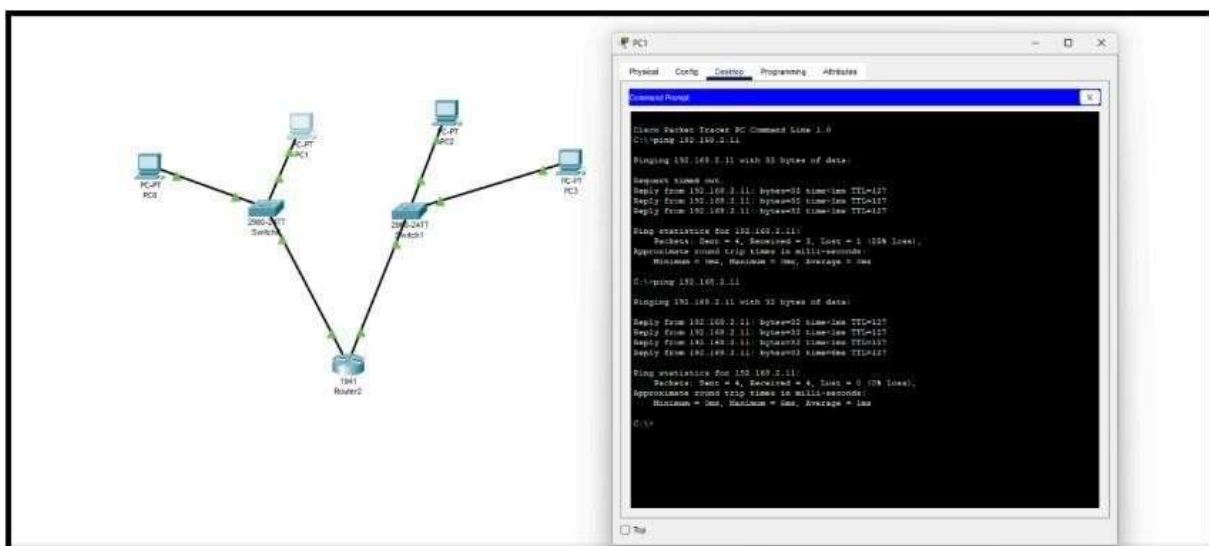 PC-PT
PC0
PC-PT
PC1
2960-24TT
Switch
PC-PT
PC2
PC-PT
PC3
2960-24TT
Switch1
1941
Router2
PC1
Physical Config Desktop Programming Attributes
Command Prompt
X
Cisco Packet Tracer PC Command Line 1.0
C:\>ping 192.168.2.11
Pinging 192.168.2.11 with 32 bytes of data:
Request timed out.
Reply from 192.168.2.11: bytes=32 time<1ms TTL=127
Reply from 192.168.2.11: bytes=32 time<1ms TTL=127
Reply from 192.168.2.11: bytes=32 time<1ms TTL=127
Ping statistics for 192.168.2.11:
Packets: Sent = 4, Received = 3, Lost = 1 (25% loss),
Approximate round trip times in milli-seconds:
Minimum = 0ms, Maximum = 0ms, Average = 0ms
C:\>ping 192.168.2.11
Pinging 192.168.2.11 with 32 bytes of data:
Reply from 192.168.2.11: bytes=32 time<1ms TTL=127
Reply from 192.168.2.11: bytes=32 time<1ms TTL=127
Reply from 192.168.2.11: bytes=32 time<1ms TTL=127
Reply from 192.168.2.11: bytes=32 time=6ms TTL=127
Ping statistics for 192.168.2.11:
Packets: Sent = 4, Received = 4, Lost = 0 (0% loss),
Approximate round trip times in milli-seconds:
Minimum = 0ms, Maximum = 6ms, Average = 1ms
C:\>
Top